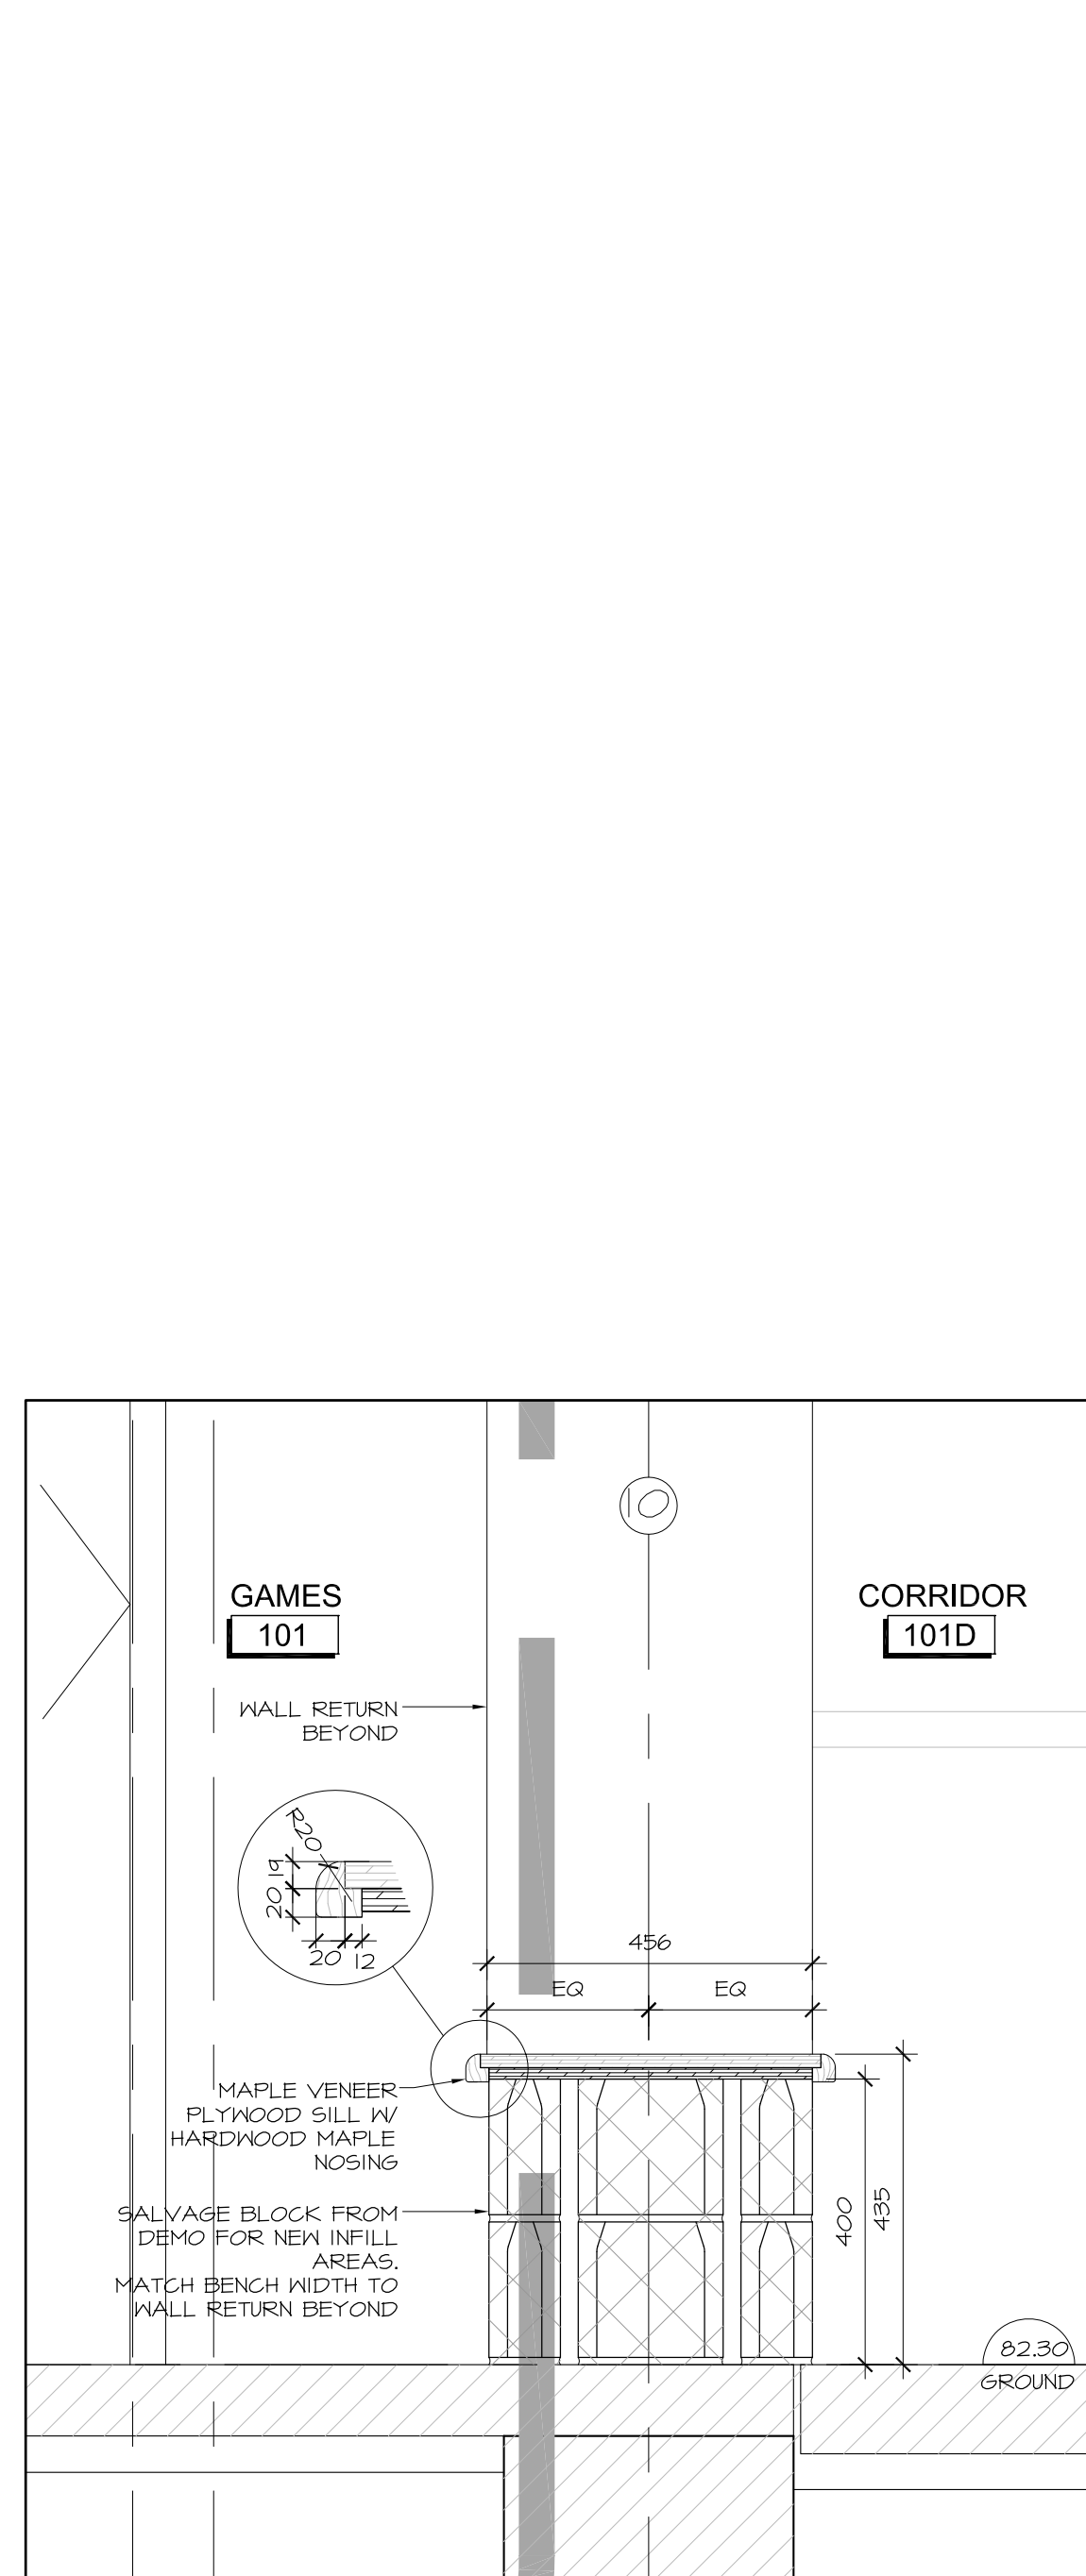 10
GAMES
101
CORRIDOR
101D
WALL RETURN
BEYOND
R20
19
20
20
12
456
EQ
EQ
MAPLE VENEER
PLYWOOD SILL W/
HARDWOOD MAPLE
NOSING
SALVAGE BLOCK FROM
DEMO FOR NEW INFILL
AREAS.
MATCH BENCH WIDTH TO
WALL RETURN BEYOND
400
435
82.30
GROUND